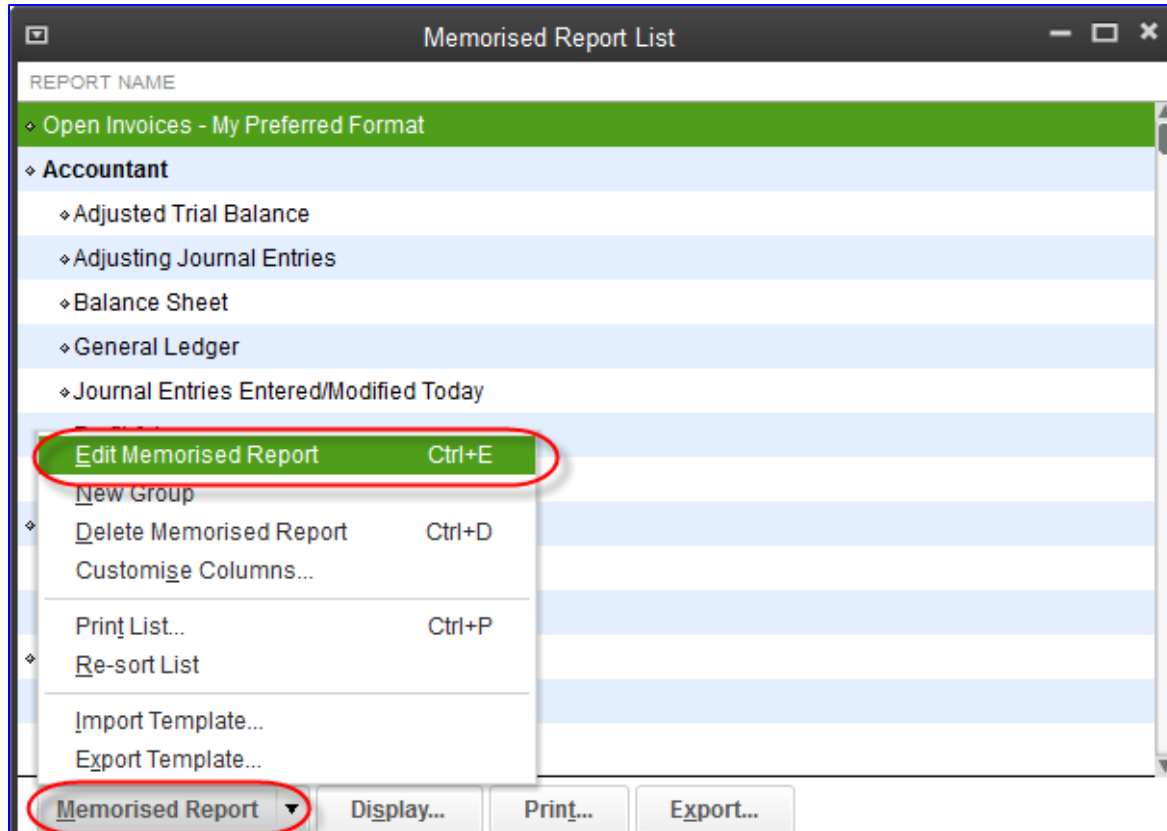 Memorised Report List
REPORT NAME
Open Invoices - My Preferred Format
Accountant
Adjusted Trial Balance
Adjusting Journal Entries
Balance Sheet
General Ledger
Journal Entries Entered/Modified Today
Edit Memorised Report Ctrl+E
New Group
Delete Memorised Report Ctrl+D
Customise Columns...
Print List... Ctrl+P
Re-sort List
Import Template...
Export Template...
Memorised Report Display... Print... Export...